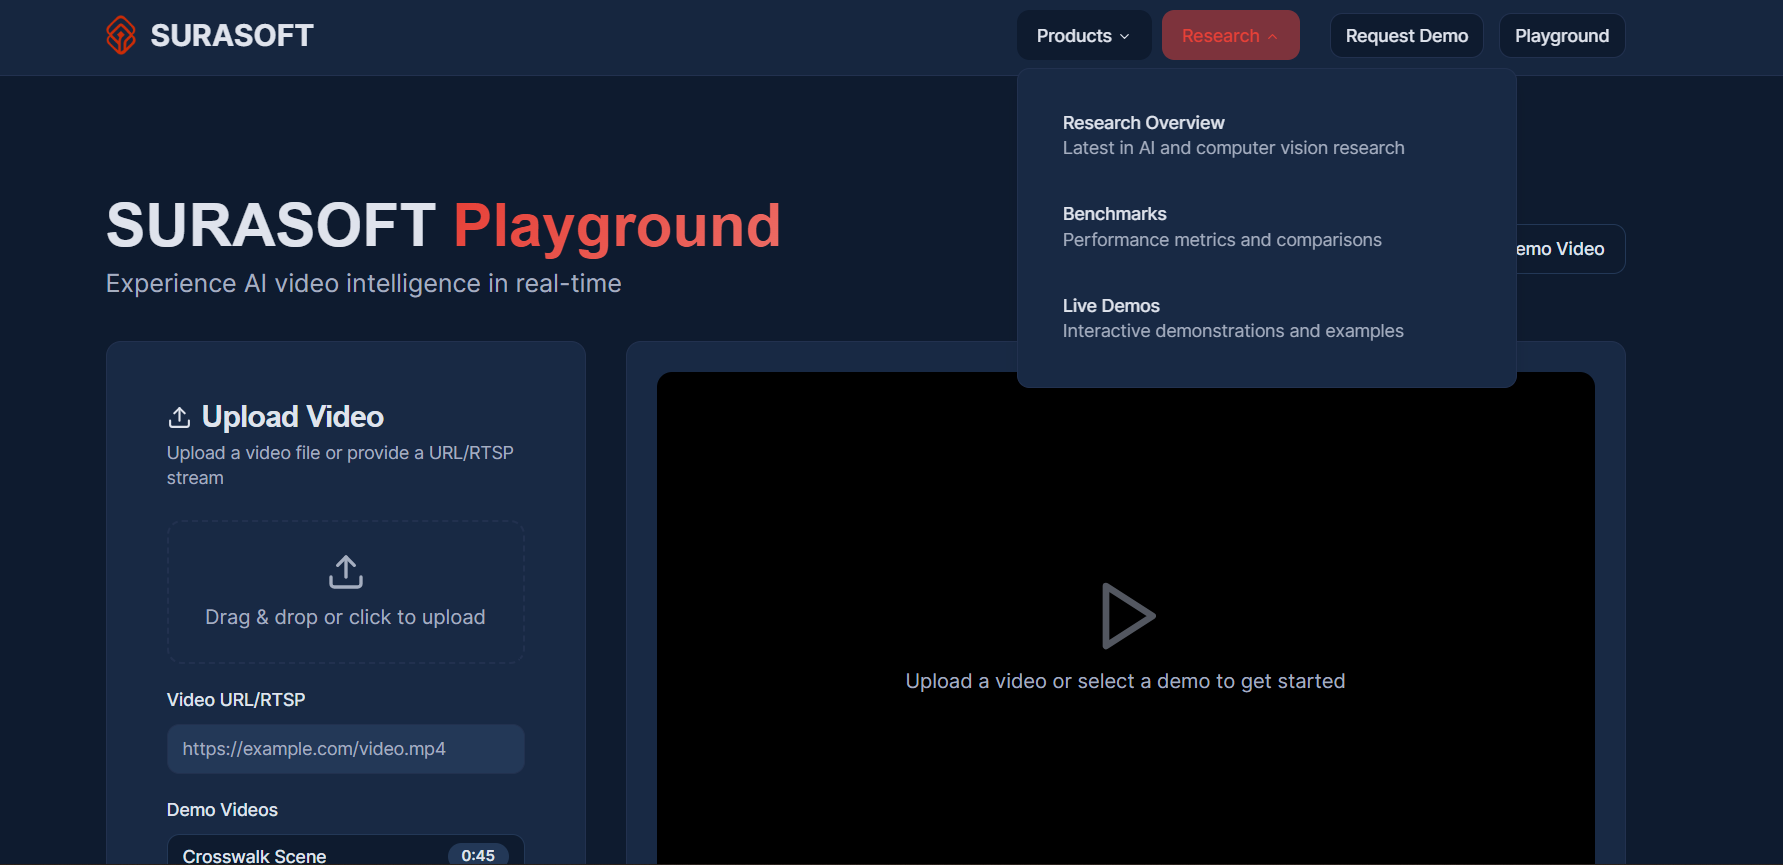 SURASOFT
Products
Research
Request Demo
Playground
Research Overview
Latest in AI and computer vision research
Benchmarks
Performance metrics and comparisons
Live Demos
Interactive demonstrations and examples
SURASOFT Playground
Experience AI video intelligence in real-time
emo Video
Upload Video
Upload a video file or provide a URL/RTSP
stream
Drag & drop or click to upload
Video URL/RTSP
https://example.com/video.mp4
Demo Videos
Crosswalk Scene 0:45
Upload a video or select a demo to get started